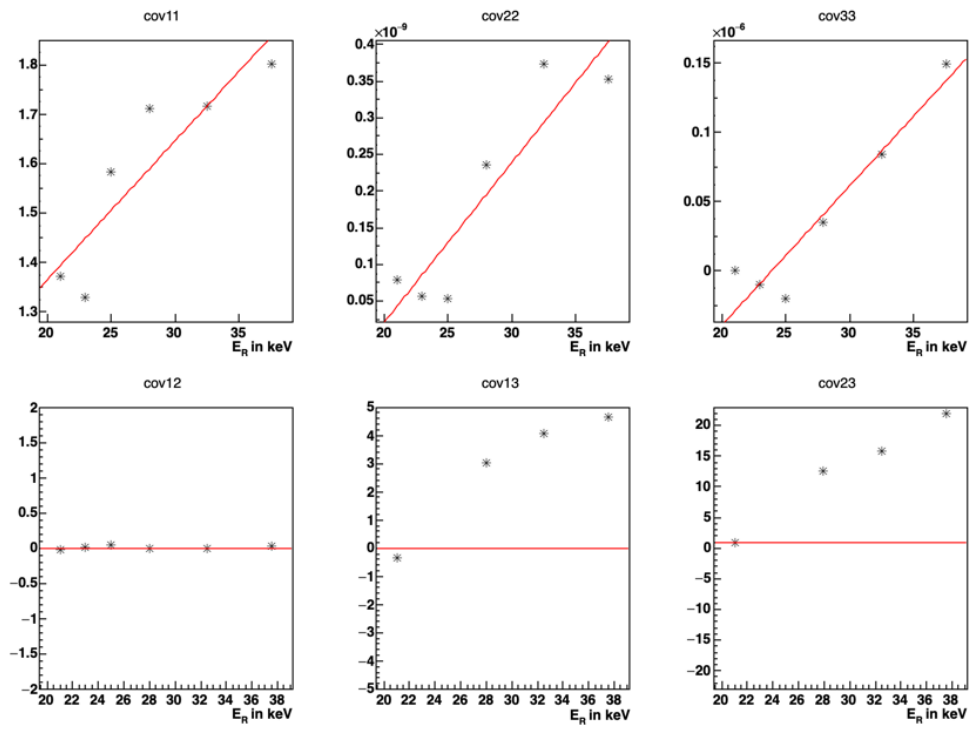 cov11
1.8
1.7
1.6
1.5
1.4
1.3
20 25 30 35
E_R in keV
cov22
×10⁻⁹
0.4
0.35
0.3
0.25
0.2
0.15
0.1
0.05
20 25 30 35
E_R in keV
cov33
×10⁻⁶
0.15
0.1
0.05
0
20 25 30 35
E_R in keV
cov12
2
1.5
1
0.5
0
−0.5
−1
−1.5
−2
20 22 24 26 28 30 32 34 36 38
E_R in keV
cov13
5
4
3
2
1
0
−1
−2
−3
−4
−5
20 22 24 26 28 30 32 34 36 38
E_R in keV
cov23
20
15
10
5
0
−5
−10
−15
−20
20 22 24 26 28 30 32 34 36 38
E_R in keV